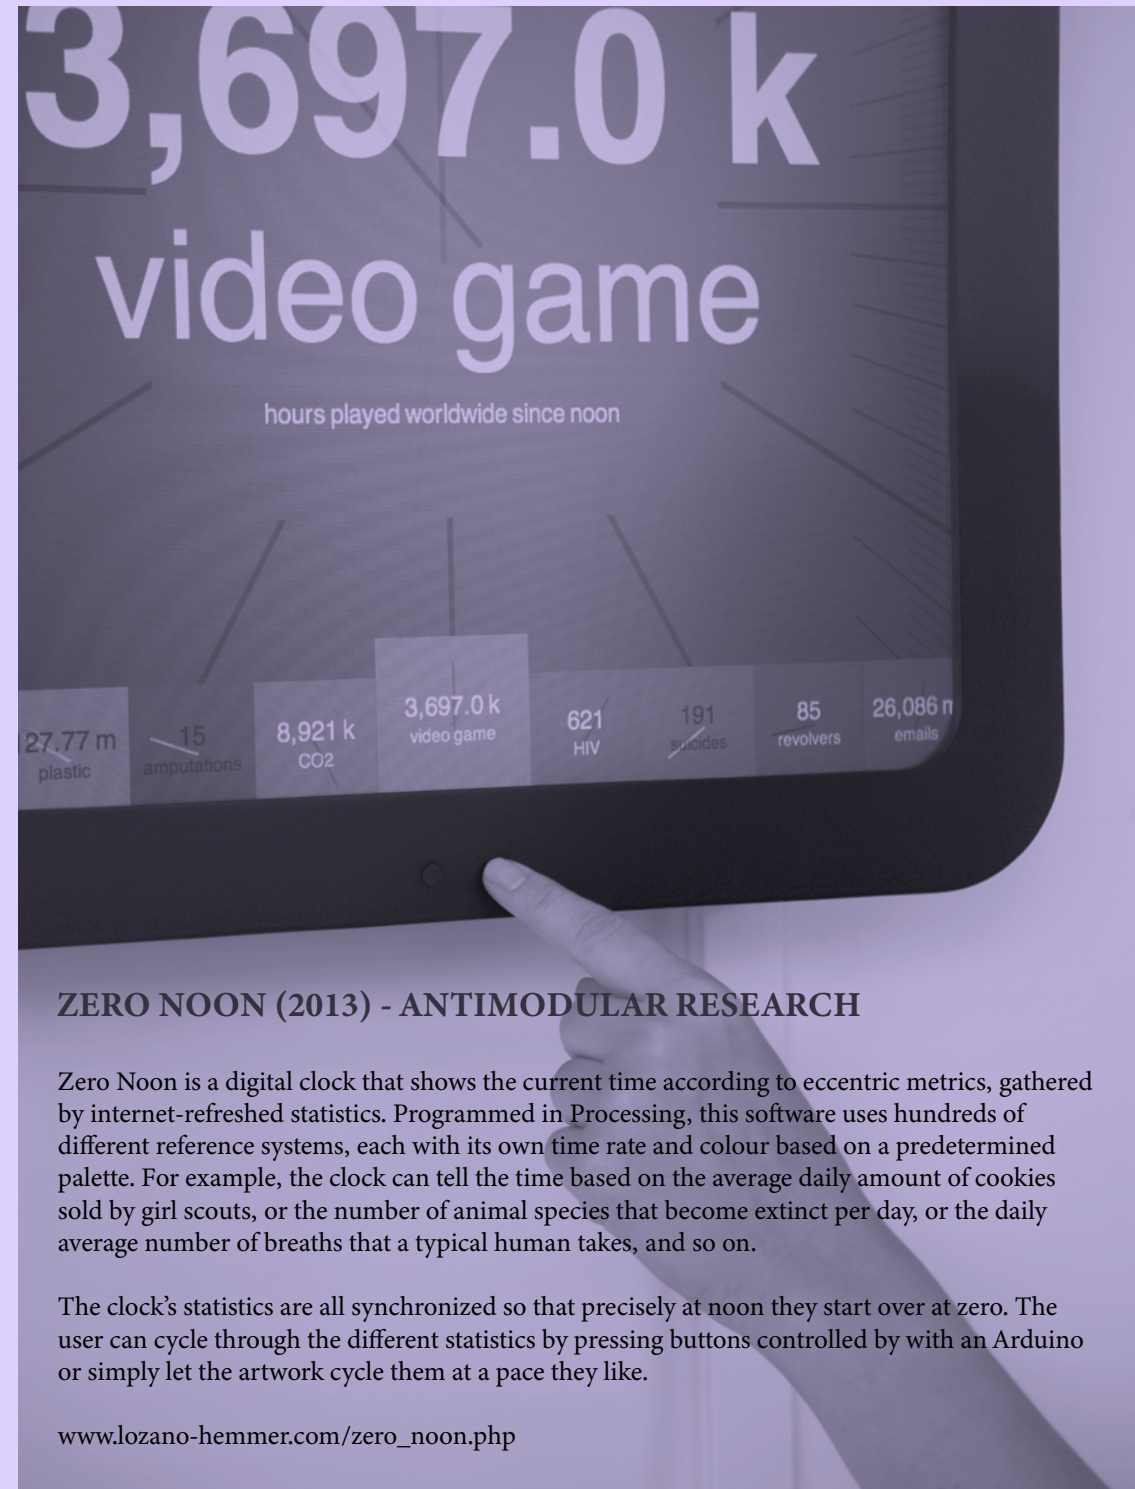 3,697.0 k
video game
hours played worldwide since noon
27.77 m
plastic
15
amputations
8,921 k
CO2
3,697.0 k
video game
621
HIV
191
suicides
85
revolvers
26,086
emails
ZERO NOON (2013) - ANTIMODULAR RESEARCH
Zero Noon is a digital clock that shows the current time according to eccentric metrics, gathered
by internet-refreshed statistics. Programmed in Processing, this software uses hundreds of
different reference systems, each with its own time rate and colour based on a predetermined
palette. For example, the clock can tell the time based on the average daily amount of cookies
sold by girl scouts, or the number of animal species that become extinct per day, or the daily
average number of breaths that a typical human takes, and so on.
The clock’s statistics are all synchronized so that precisely at noon they start over at zero. The
user can cycle through the different statistics by pressing buttons controlled by with an Arduino
or simply let the artwork cycle them at a pace they like.
www.lozano-hemmer.com/zero_noon.php